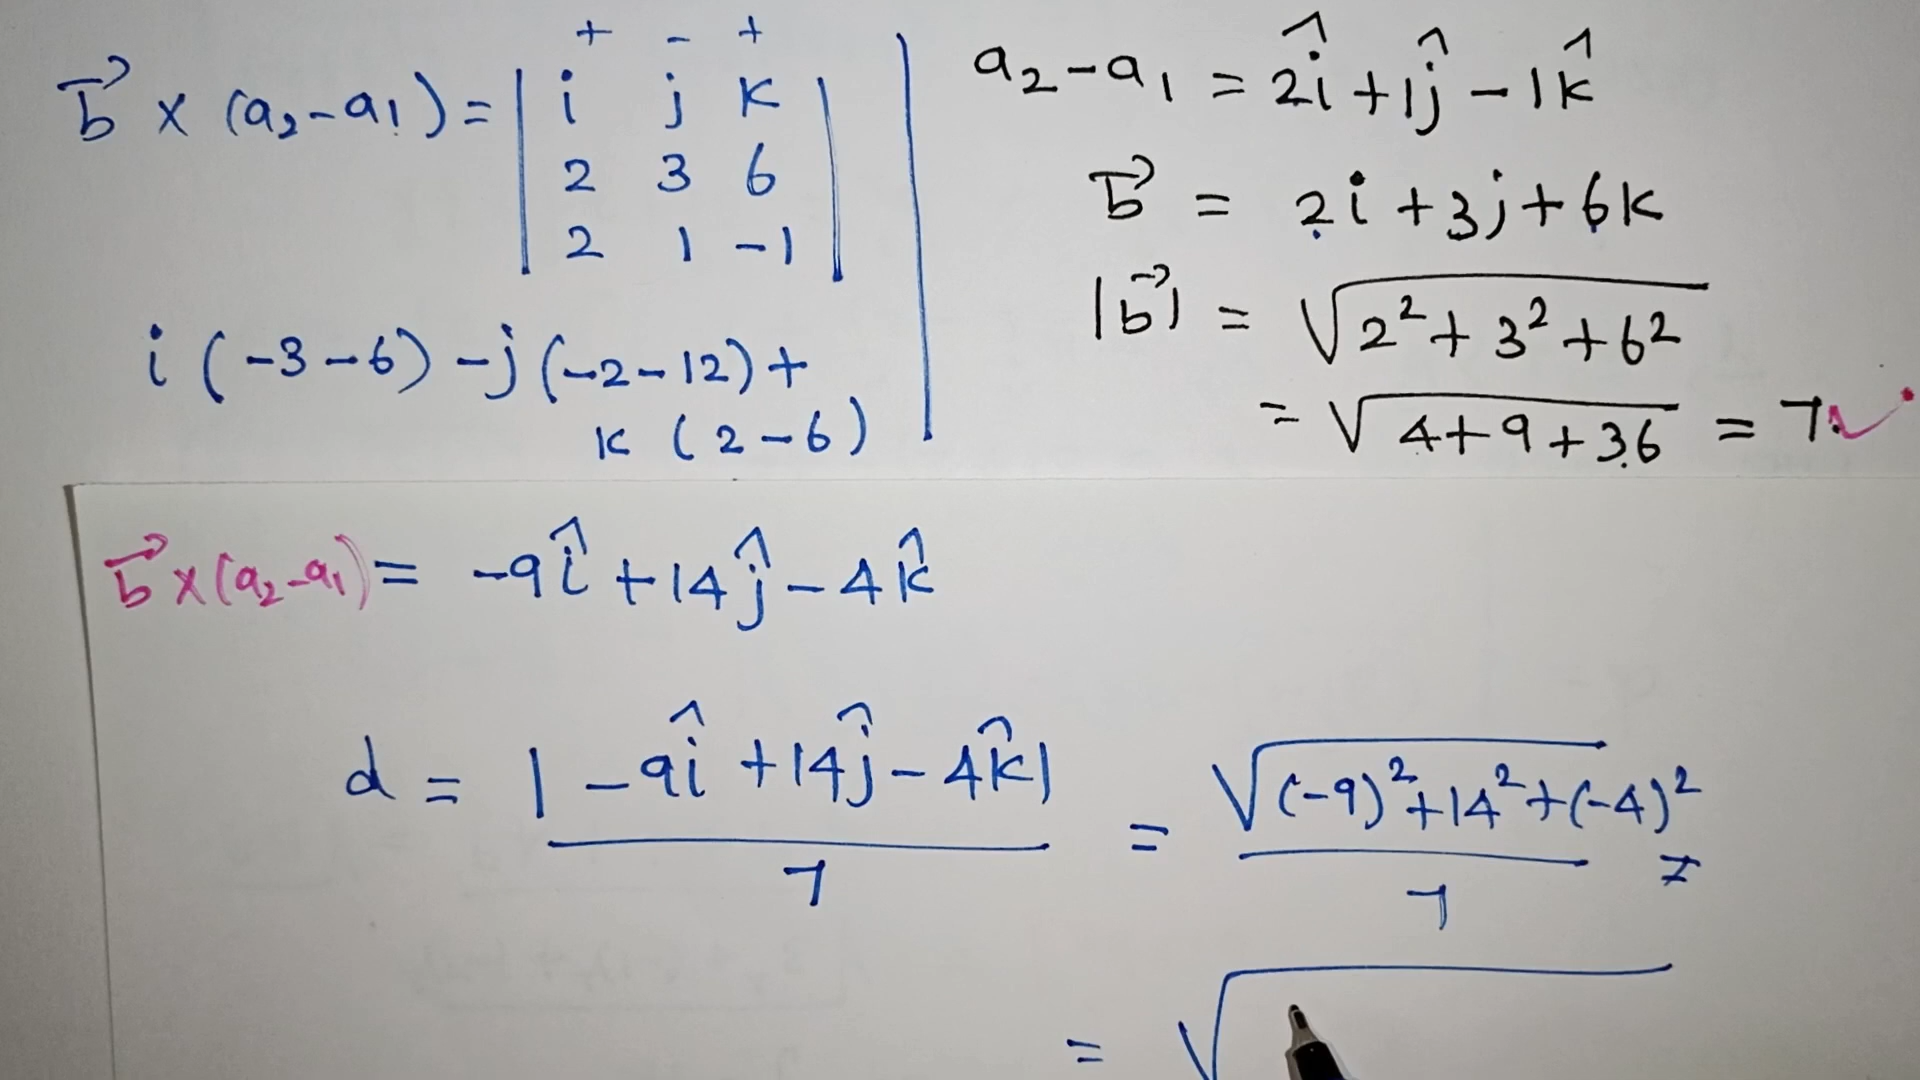 + - +
b⃗ × (a₂-a₁) = | i j k |
2 3 6
2 1 -1
i (-3-6) -j (-2-12) +
k (2-6)
a₂-a₁ = 2î + 1ĵ - 1k̂
b⃗ = 2i + 3j + 6k
|b⃗| = √(2² + 3² + 6²)
= √(4+9+36) = 7
b⃗ × (a₂-a₁) = -9î + 14ĵ - 4k̂
d = |-9î + 14ĵ - 4k̂| / 7 = √((-9)² + 14² + (-4)²) / 7 =
= √